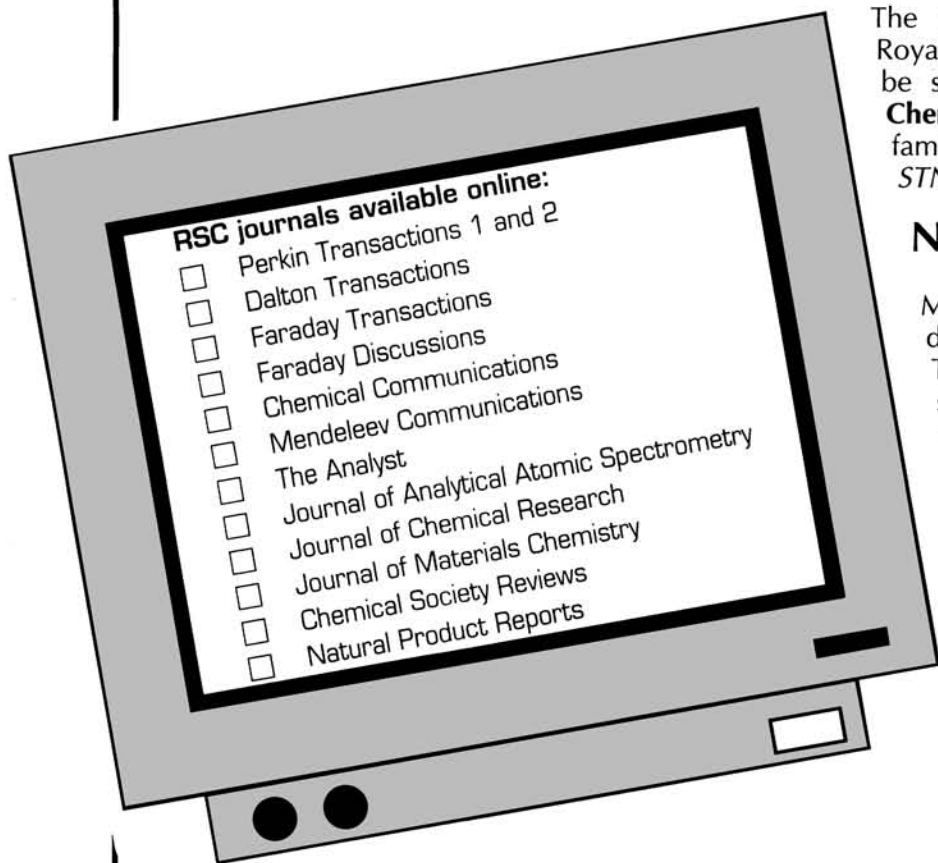 The
Roya
be s
Cher
fam
STN
N
M
d
T
s
RSC journals available online:
Perkin Transactions 1 and 2
Dalton Transactions
Faraday Transactions
Faraday Discussions
Chemical Communications
Mendeleev Communications
The Analyst
Journal of Analytical Atomic Spectrometry
Journal of Chemical Research
Journal of Materials Chemistry
Chemical Society Reviews
Natural Product Reports